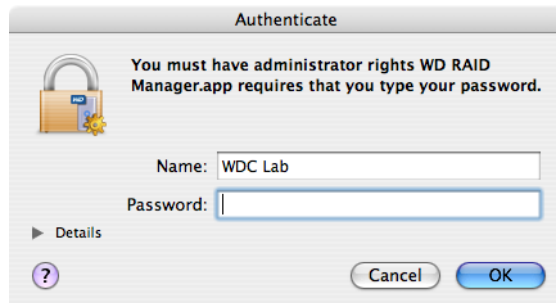 Authenticate
You must have administrator rights WD RAID
Manager.app requires that you type your password.
Name: WDC Lab
Password:
Details
? Cancel OK